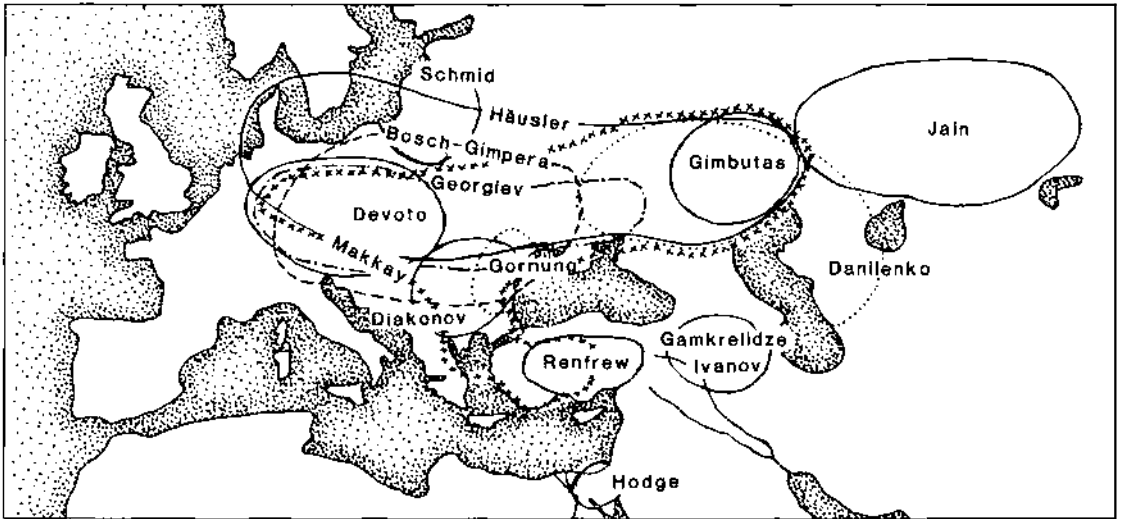 Schmid
Häusler
Bosch-Gimpera
Jain
Gimbutas
Georgiev
Devoto
Makkay
Gornung
Danilenko
Diakonov
Renfrew
Gamkrelidze
Ivanov
Hodge